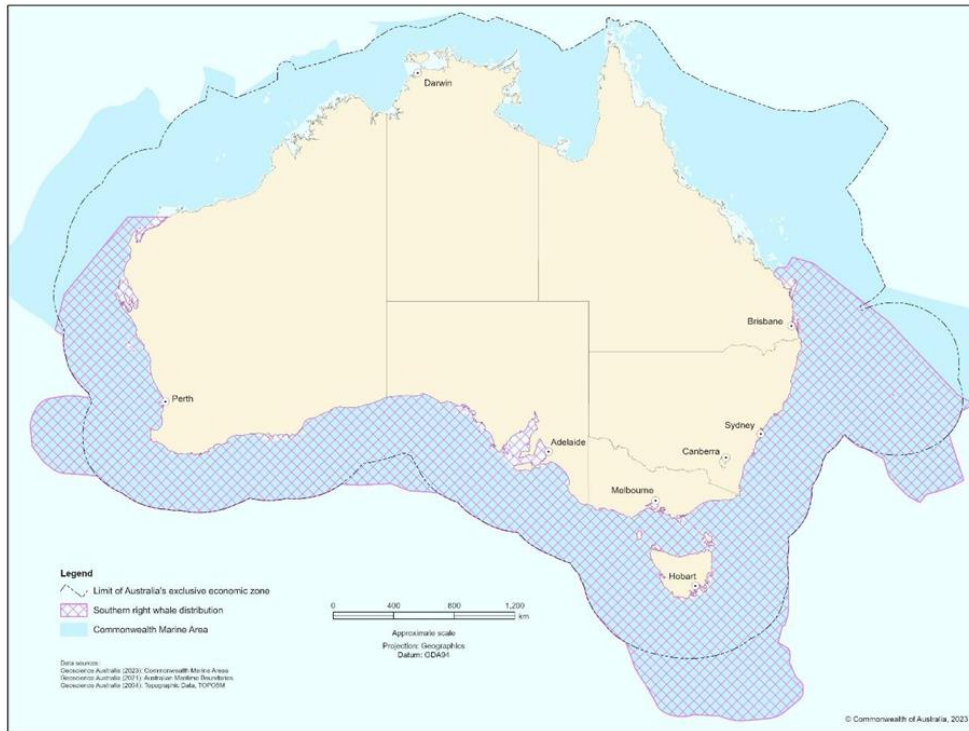 Darwin
Brisbane
Perth
Sydney
Adelaide
Canberra
Melbourne
Hobart
Legend
Limit of Australia's exclusive economic zone
Southern right whale distribution
Commonwealth Marine Area
0 400 800 1,200
km
Approximate scale
Projection: Geographics
Datum: GDA94
Data sources:
Geoscience Australia (2023): Commonwealth Marine Areas
Geoscience Australia (2021): Australian Maritime Boundaries
Geoscience Australia (2004): Topographic Data, TOPO5M
© Commonwealth of Australia, 2023